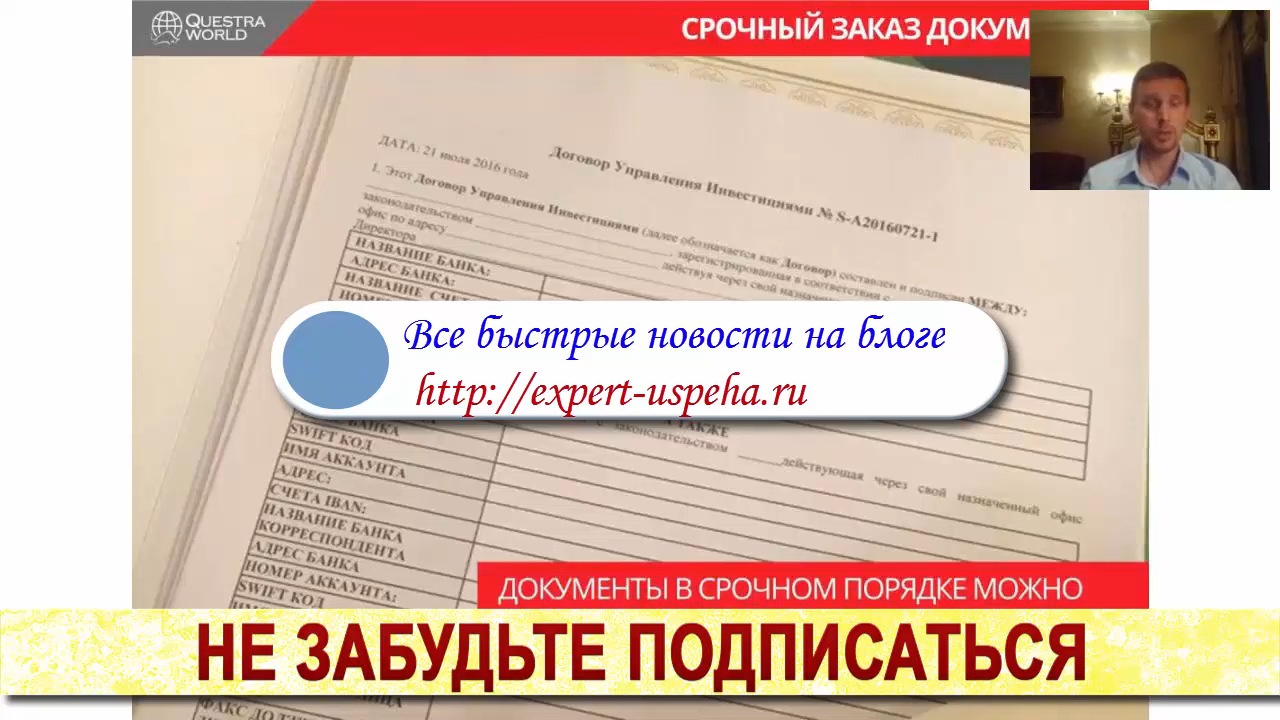 QUESTRA
WORLD
СРОЧНЫЙ ЗАКАЗ ДОКУМ
ДАТА: 21 июля 2016 года
Договор Управления Инвестициями № S-A20160721-1
1. Этот Договор Управления Инвестициями (далее обозначается как Договор) составлен и подписан МЕЖДУ:
законодательством , зарегистрированная в соответствии с
офис по адресу действуя через свой
Директора
НАЗВАНИЕ БАНКА:
АДРЕС БАНКА:
НАЗВАНИЕ
Все быстрые новости на блоге
http://expert-uspeha.ru
А ТАКЖЕ
с законодательством действующая через свой назначенный офис
БАНКА
SWIFT КОД
ИМЯ АККАУНТА
АДРЕС:
СЧЕТА IBAN:
НАЗВАНИЕ БАНКА
КОРРЕСПОНДЕНТА
АДРЕС БАНКА
НОМЕР АККАУНТА:
SWIFT КОД
ДОКУМЕНТЫ В СРОЧНОМ ПОРЯДКЕ МОЖНО
НЕ ЗАБУДЬТЕ ПОДПИСАТЬСЯ